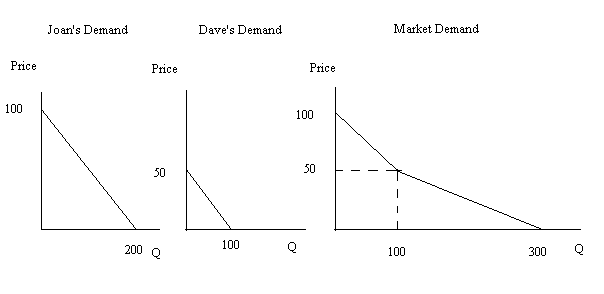 Joan's Demand
Dave's Demand
Market Demand
Price
100
200
Q
Price
50
100
Q
Price
100
50
100
300
Q